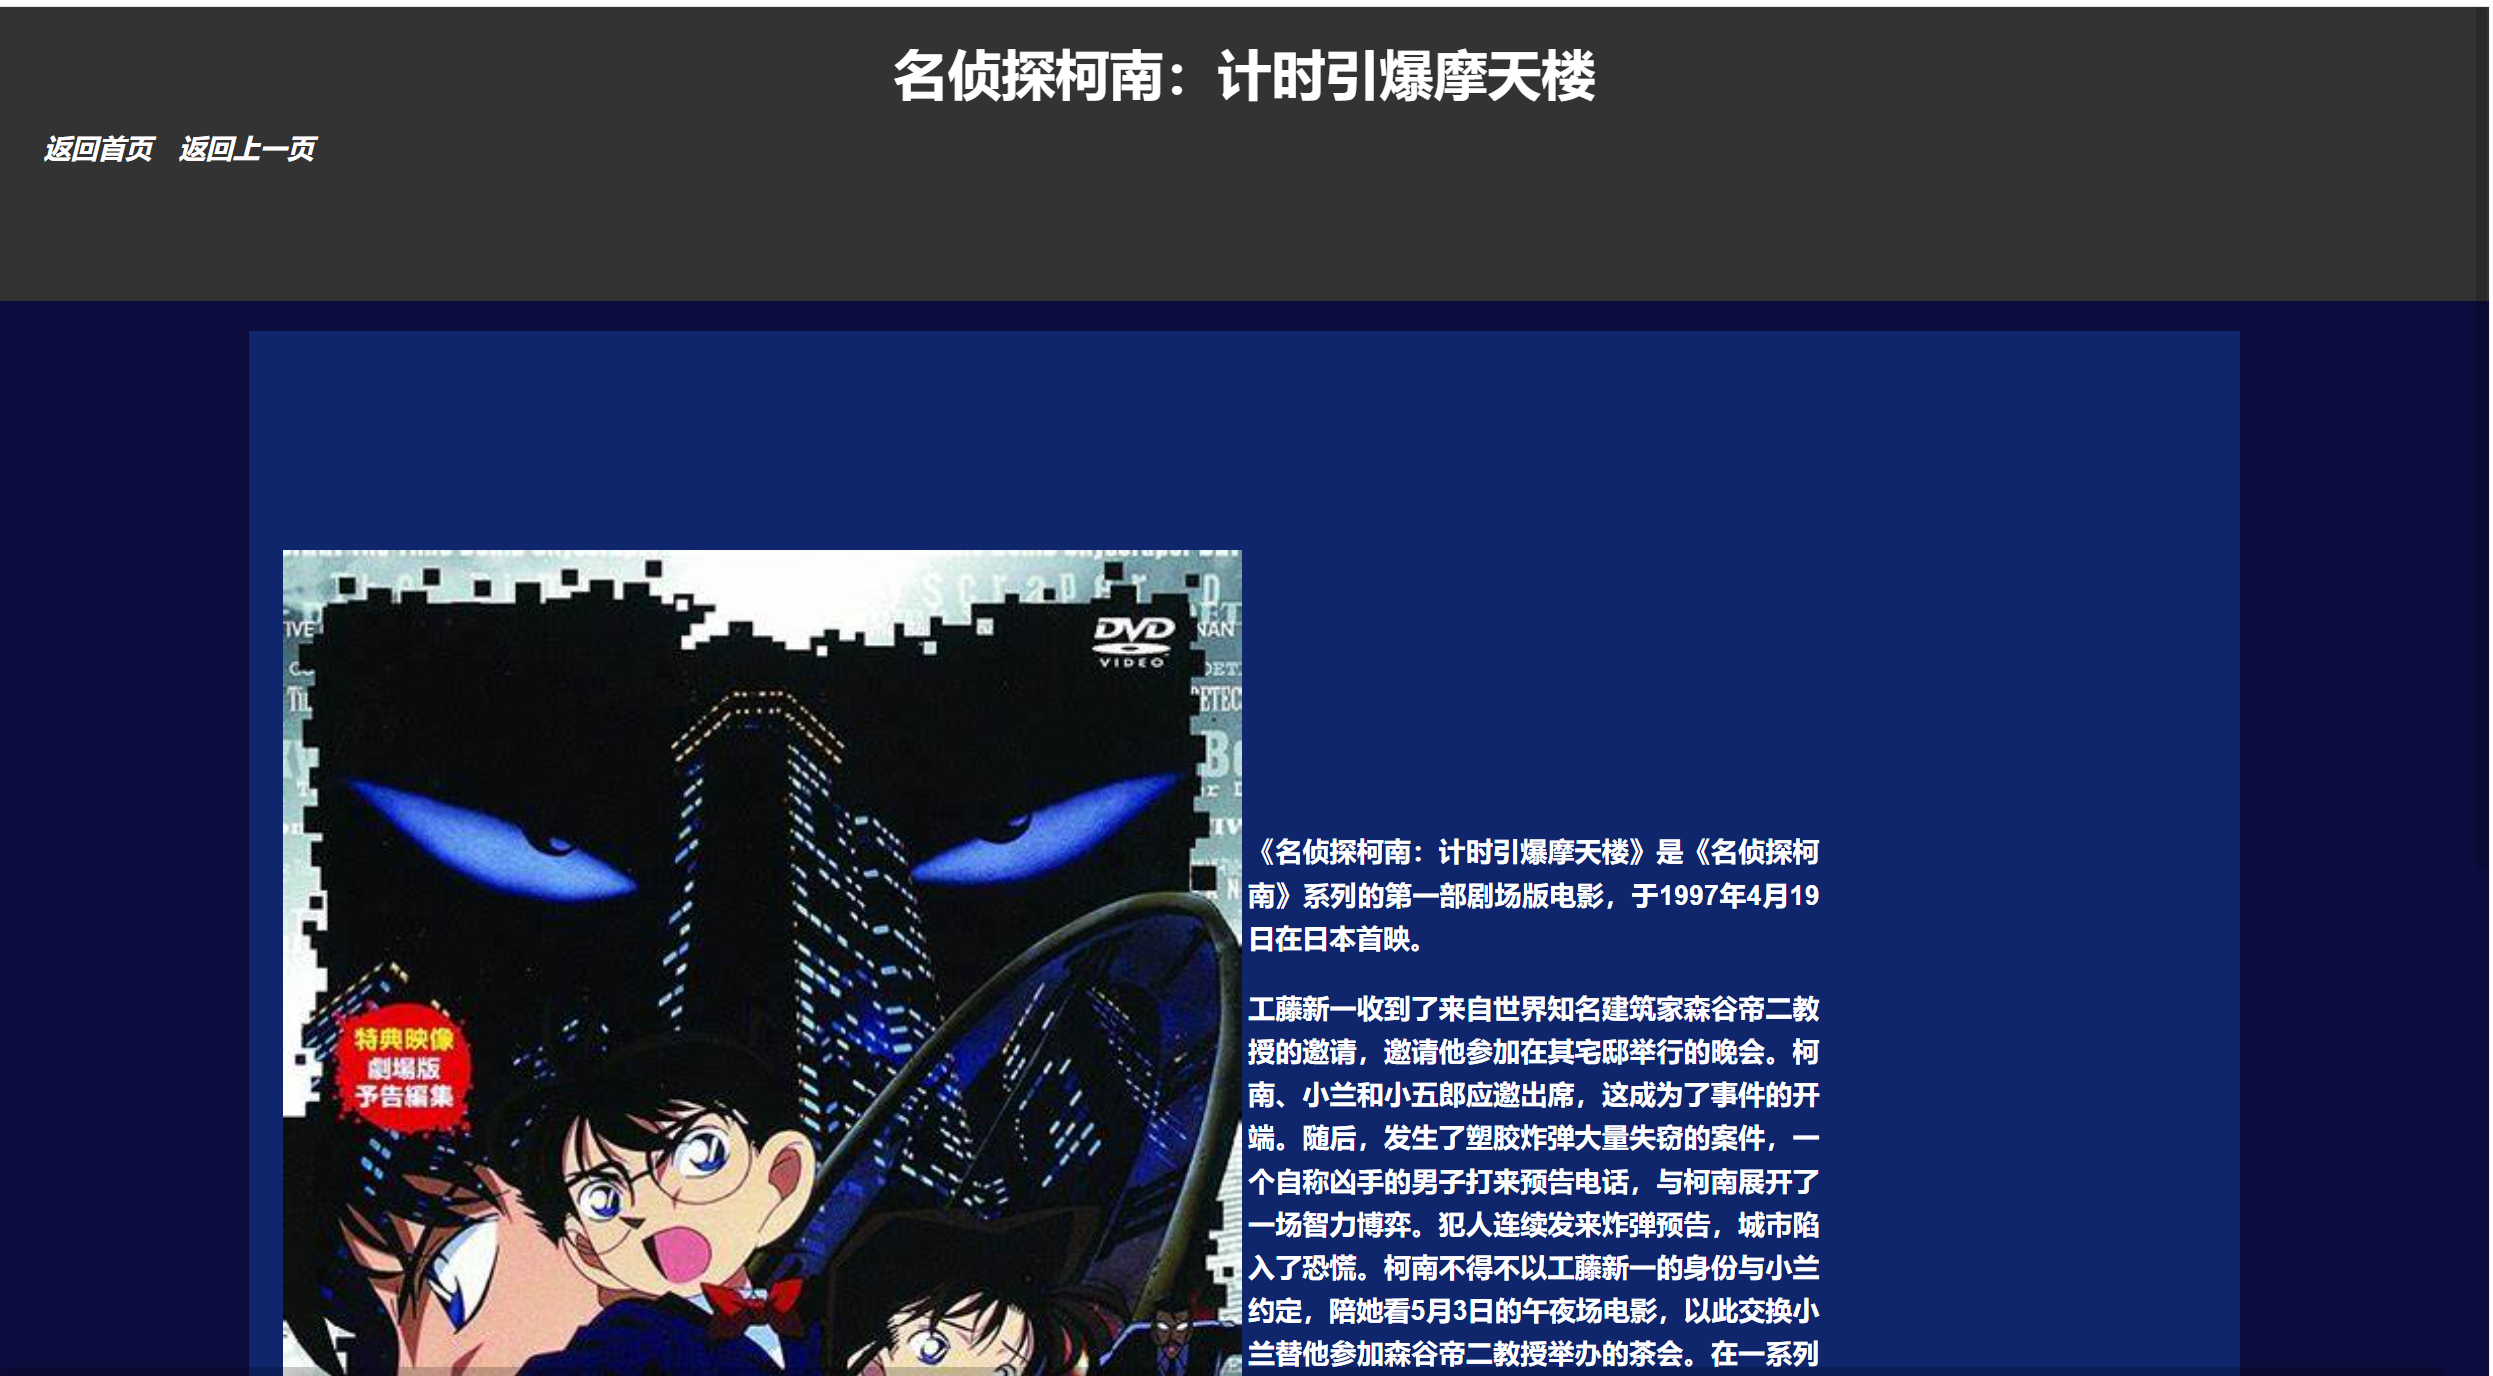 名侦探柯南：计时引爆摩天楼
返回首页 返回上一页
DVD
VIDEO
特典映像
劇場版
予告編集
《名侦探柯南：计时引爆摩天楼》是《名侦探柯
南》系列的第一部剧场版电影，于1997年4月19
日在日本首映。
工藤新一收到了来自世界知名建筑家森谷帝二教
授的邀请，邀请他参加在其宅邸举行的晚会。柯
南、小兰和小五郎应邀出席，这成为了事件的开
端。随后，发生了塑胶炸弹大量失窃的案件，一
个自称凶手的男子打来预告电话，与柯南展开了
一场智力博弈。犯人连续发来炸弹预告，城市陷
入了恐慌。柯南不得不以工藤新一的身份与小兰
约定，陪她看5月3日的午夜场电影，以此交换小
兰替他参加森谷帝二教授举办的茶会。在一系列